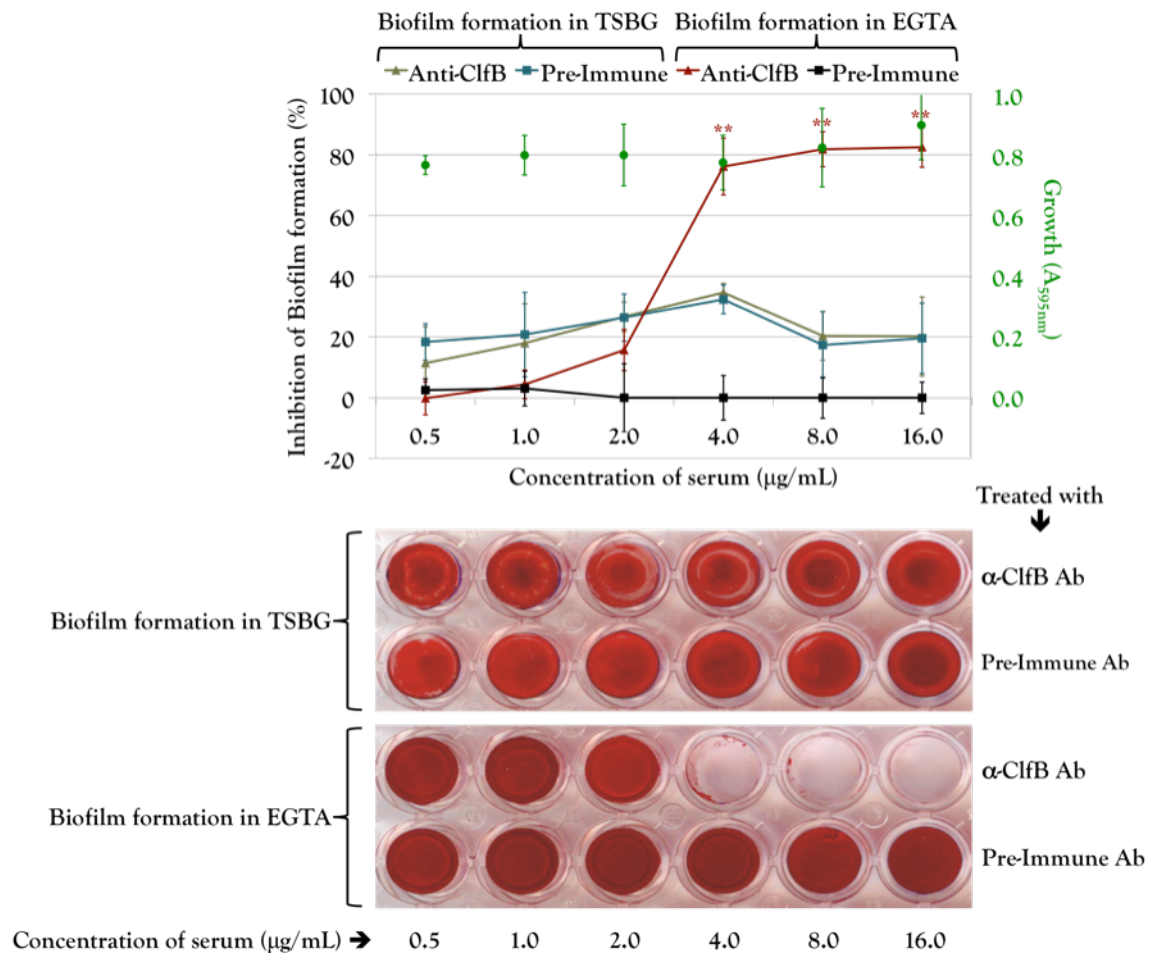 Biofilm formation in TSBG Biofilm formation in EGTA
Anti-ClfB Pre-Immune Anti-ClfB Pre-Immune
100 1.0
** ** **
80 0.8
60 0.6
40 0.4
20 0.2
0 0.0
-20
Inhibition of Biofilm formation (%)
Growth (A595nm)
0.5 1.0 2.0 4.0 8.0 16.0
Concentration of serum (µg/mL)
Treated with
Biofilm formation in TSBG
α-ClfB Ab
Pre-Immune Ab
Biofilm formation in EGTA
α-ClfB Ab
Pre-Immune Ab
Concentration of serum (µg/mL) → 0.5 1.0 2.0 4.0 8.0 16.0